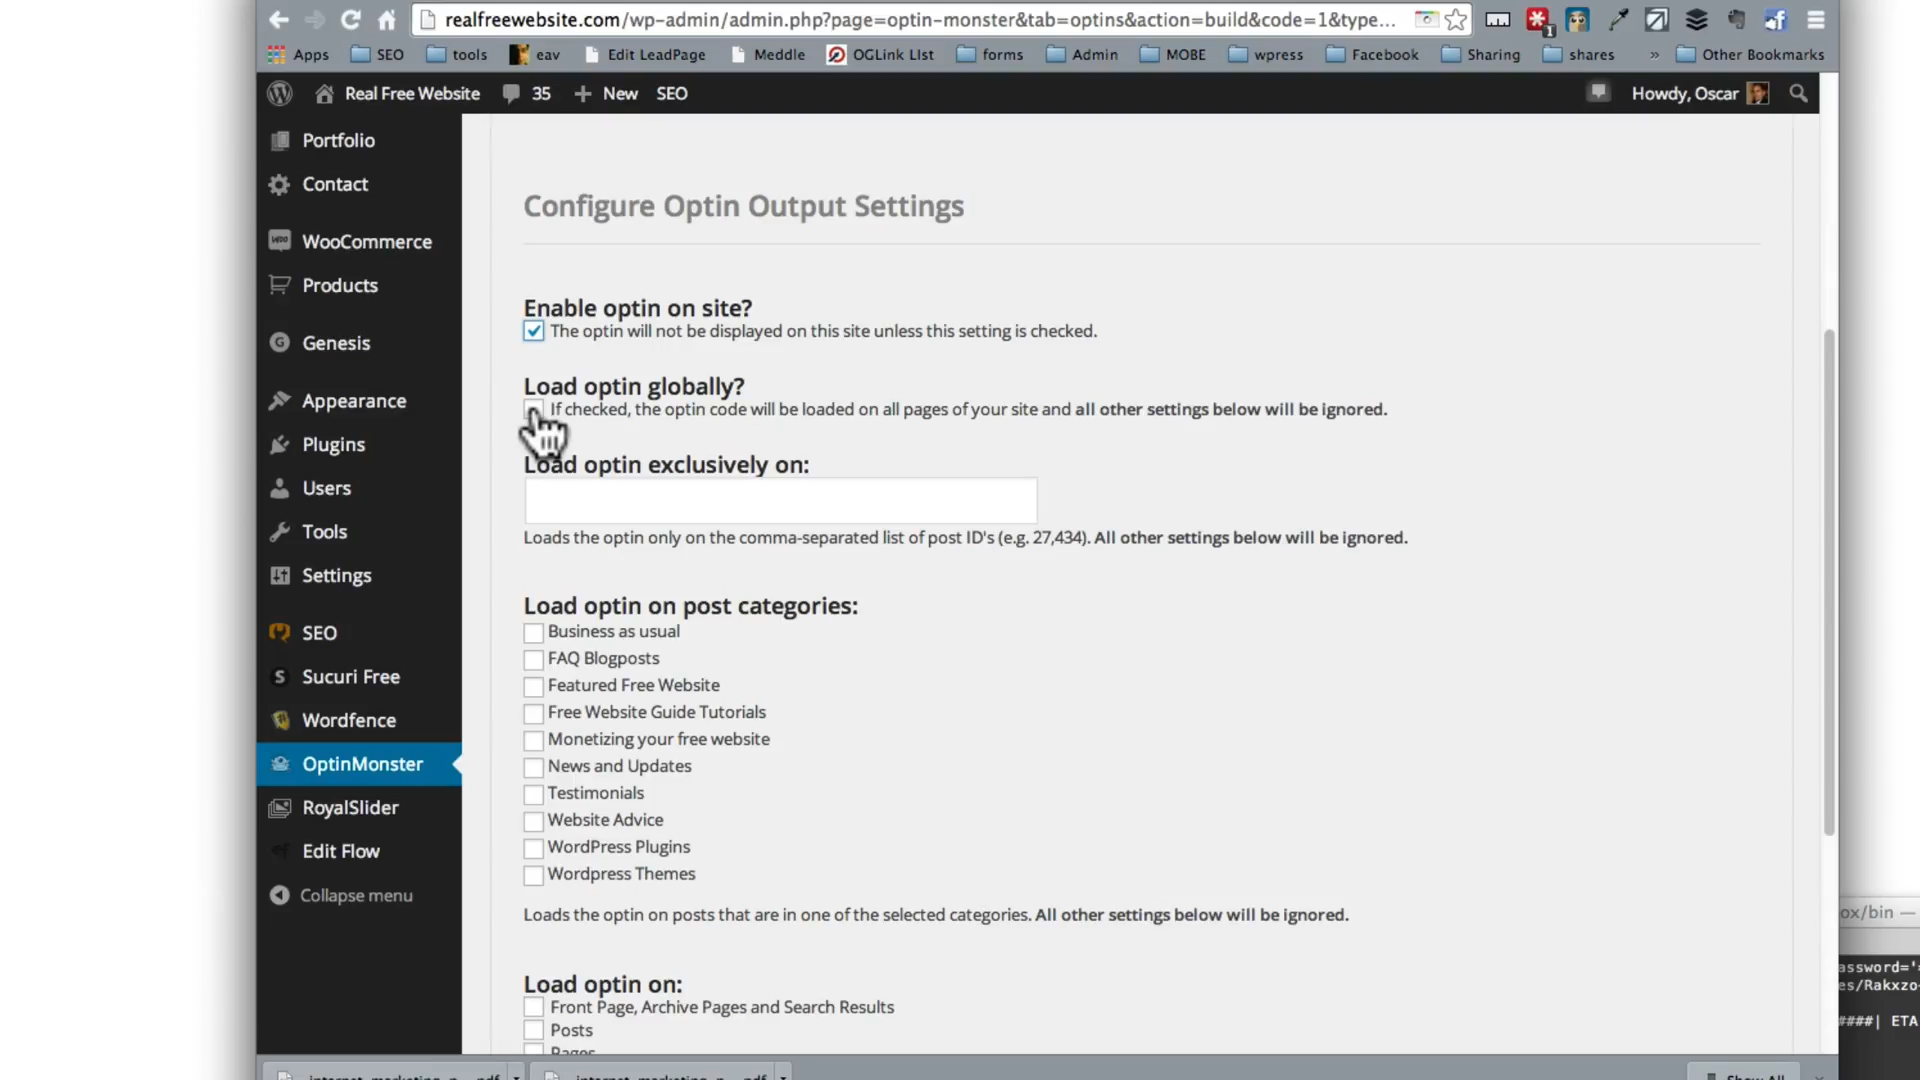 realfreewebsite.com/wp-admin/admin.php?page=optin-monster&tab=optins&action=build&code=1&type...
Apps SEO tools eav Edit LeadPage Meddle OGLink LIst forms Admin MOBE wpress Facebook Sharing shares » Other Bookmarks
Real Free Website 35 + New SEO Howdy, Oscar
Portfolio
Contact
WooCommerce
Products
Genesis
Appearance
Plugins
Users
Tools
Settings
SEO
Sucuri Free
Wordfence
OptinMonster
RoyalSlider
Edit Flow
Collapse menu
Configure Optin Output Settings
Enable optin on site?
The optin will not be displayed on this site unless this setting is checked.
Load optin globally?
If checked, the optin code will be loaded on all pages of your site and all other settings below will be ignored.
Load optin exclusively on:
Loads the optin only on the comma-separated list of post ID's (e.g. 27,434). All other settings below will be ignored.
Load optin on post categories:
Business as usual
FAQ Blogposts
Featured Free Website
Free Website Guide Tutorials
Monetizing your free website
News and Updates
Testimonials
Website Advice
WordPress Plugins
Wordpress Themes
Loads the optin on posts that are in one of the selected categories. All other settings below will be ignored.
Load optin on:
Front Page, Archive Pages and Search Results
Posts
Pages
ox/bin —
assword='
es/Rakxzo
####| ETA
Show All